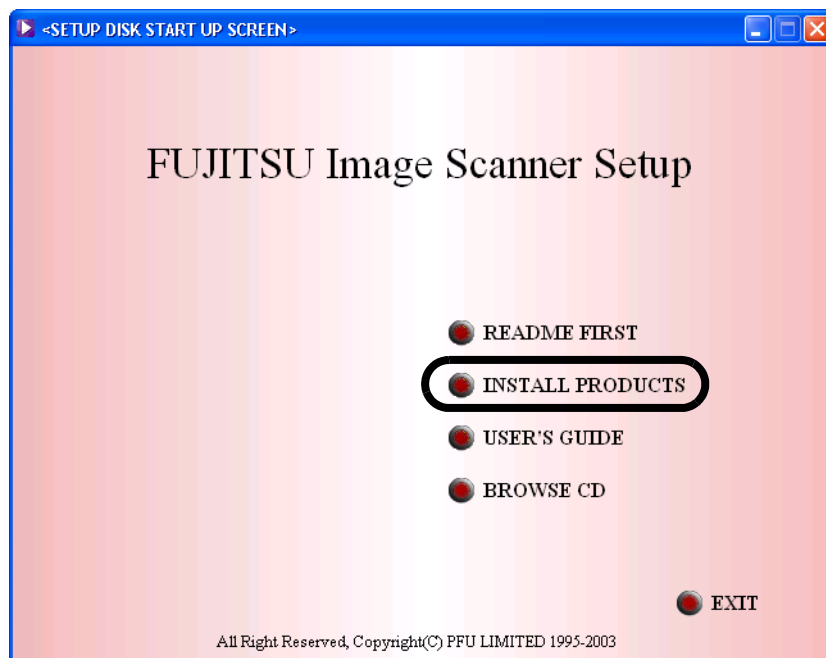 <SETUP DISK START UP SCREEN>
FUJITSU Image Scanner Setup
README FIRST
INSTALL PRODUCTS
USER'S GUIDE
BROWSE CD
EXIT
All Right Reserved, Copyright(C) PFU LIMITED 1995-2003